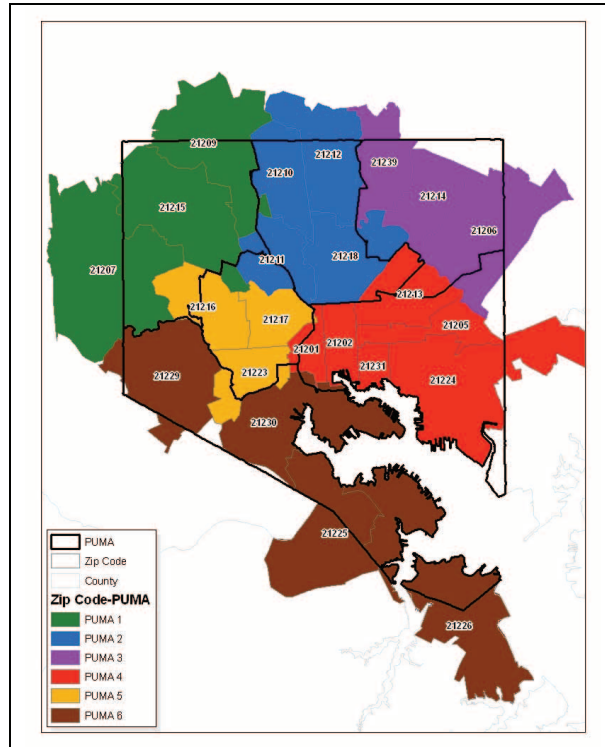 21209
21212
21210
21239
21215
21214
21206
21207
21211
21218
21213
21216
21217
21205
21201
21202
21229
21223
21231
21224
21230
21225
21226
PUMA
Zip Code
County
Zip Code-PUMA
PUMA 1
PUMA 2
PUMA 3
PUMA 4
PUMA 5
PUMA 6